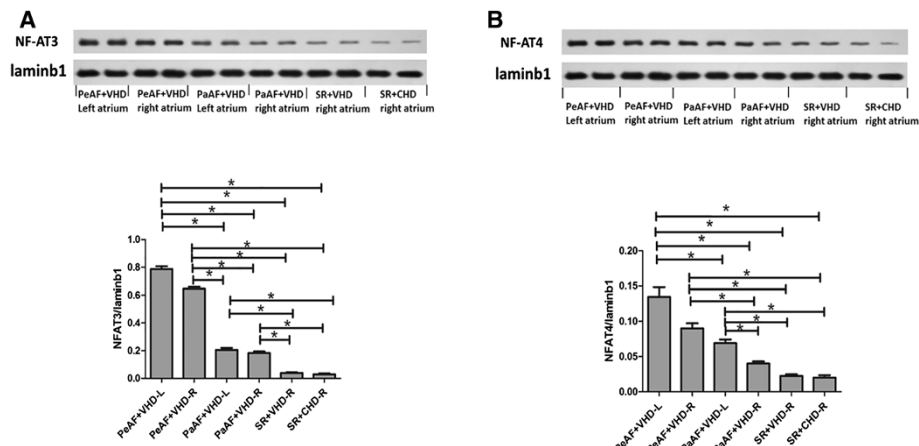 A
NF-AT3
laminb1
PeAF+VHD PeAF+VHD PaAF+VHD PaAF+VHD SR+VHD SR+CHD
Left atrium right atrium Left atrium right atrium right atrium right atrium
* 
*
*
*
*
*
*
*
*
*
*
*
NFAT3/laminb1
1.0
0.8
0.6
0.4
0.2
0.0
PeAF+VHD-L
PeAF+VHD-R
PaAF+VHD-L
PaAF+VHD-R
SR+VHD-R
SR+CHD-R
B
NF-AT4
laminb1
PeAF+VHD PeAF+VHD PaAF+VHD PaAF+VHD SR+VHD SR+CHD
Left atrium right atrium Left atrium right atrium right atrium right atrium
*
*
*
*
*
*
*
*
*
*
NFAT4/laminb1
0.20
0.15
0.10
0.05
0.00
PeAF+VHD-L
PeAF+VHD-R
PaAF+VHD-L
PaAF+VHD-R
SR+VHD-R
SR+CHD-R